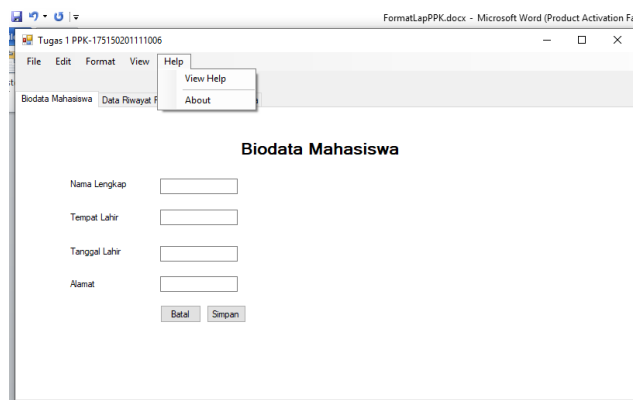 FormatLapPPK.docx - Microsoft Word (Product Activation Fa
Tugas 1 PPK-175150201111006
File Edit Format View Help
View Help
About
Biodata Mahasiswa Data Riwayat
Biodata Mahasiswa
Nama Lengkap
Tempat Lahir
Tanggal Lahir
Alamat
Batal Simpan